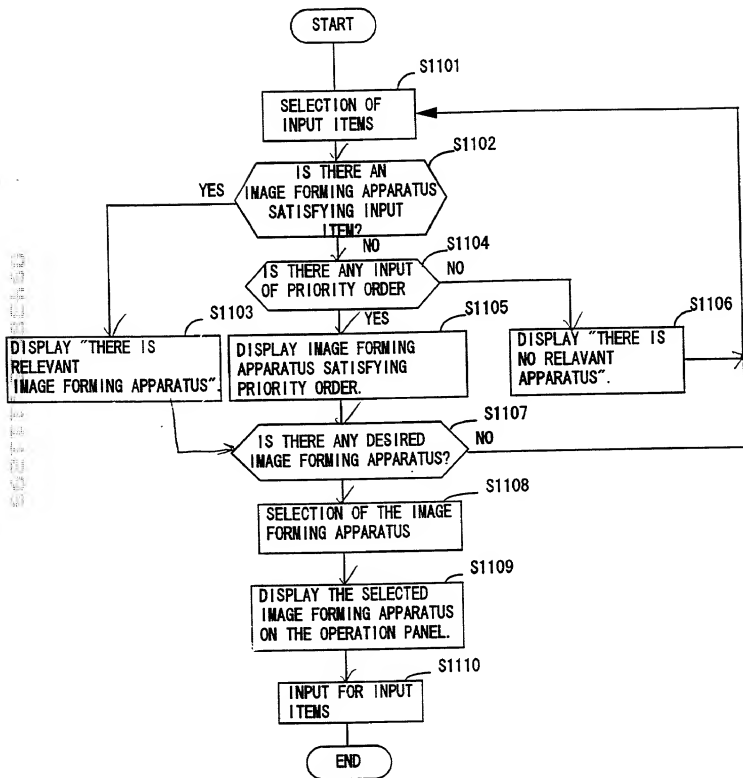 START
S1101
SELECTION OF
INPUT ITEMS
S1102
IS THERE AN
IMAGE FORMING APPARATUS
SATISFYING INPUT
ITEM?
YES
NO
S1104
IS THERE ANY INPUT
OF PRIORITY ORDER
NO
YES
S1103
DISPLAY "THERE IS
RELEVANT
IMAGE FORMING APPARATUS".
S1105
DISPLAY IMAGE FORMING
APPARATUS SATISFYING
PRIORITY ORDER.
S1106
DISPLAY "THERE IS
NO RELAVANT
APPARATUS".
S1107
IS THERE ANY DESIRED
IMAGE FORMING APPARATUS?
NO
S1108
SELECTION OF THE IMAGE
FORMING APPARATUS
S1109
DISPLAY THE SELECTED
IMAGE FORMING APPARATUS
ON THE OPERATION PANEL.
S1110
INPUT FOR INPUT
ITEMS
END